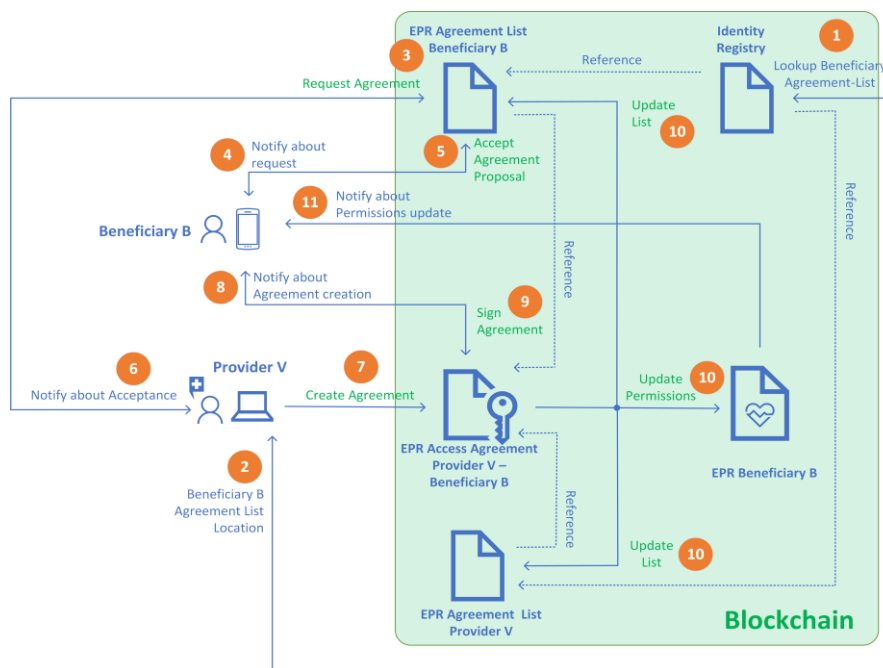 EPR Agreement List
Beneficiary B
Identity
Registry
1
3
Reference
Lookup Beneficiary
Agreement-List
Request Agreement
Update
List
10
4
Notify about
request
5
Accept
Agreement
Proposal
11
Notify about
Permissions update
Reference
Beneficiary B
Reference
8
Notify about
Agreement creation
9
Sign
Agreement
6
Provider V
7
Notify about Acceptance
Create Agreement
Update
Permissions
10
2
EPR Access Agreement
Provider V –
Beneficiary B
EPR Beneficiary B
Beneficiary B
Agreement List
Location
Reference
Update
List
10
EPR Agreement List
Provider V
Blockchain